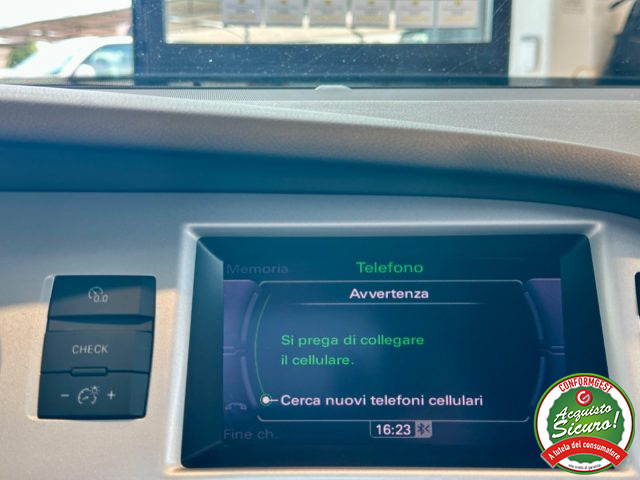 Memoria
Telefono
Avvertenza
0.0
Si prega di collegare
il cellulare.
CHECK
Cerca nuovi telefoni cellulari
- +
16:23
Fine ch.
CONFORMGEST
Acquisto
Sicuro!
A tutela del consumatore